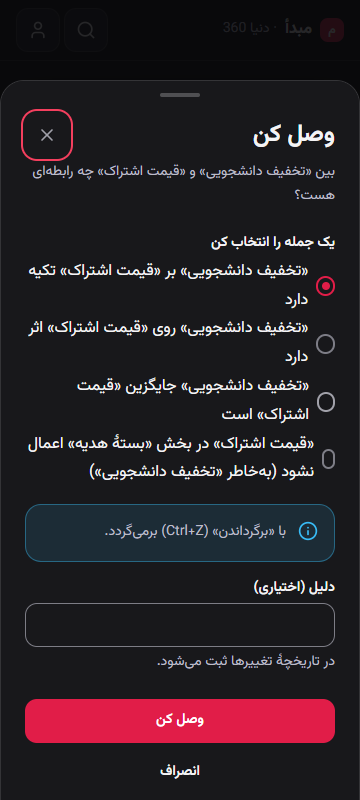 م مبدأ · دنیا 360
وصل کن
بین «تخفیف دانشجویی» و «قیمت اشتراک» چه رابطه‌ای
هست؟
یک جمله را انتخاب کن
«تخفیف دانشجویی» بر «قیمت اشتراک» تکیه
دارد
«تخفیف دانشجویی» روی «قیمت اشتراک» اثر
دارد
«تخفیف دانشجویی» جایگزین «قیمت
اشتراک» است
«قیمت اشتراک» در بخش «بستهٔ هدیه» اعمال
نشود (به‌خاطر «تخفیف دانشجویی»)
با «برگرداندن» (Ctrl+Z) برمی‌گردد.
دلیل (اختیاری)
در تاریخچهٔ تغییرها ثبت می‌شود.
وصل کن
انصراف